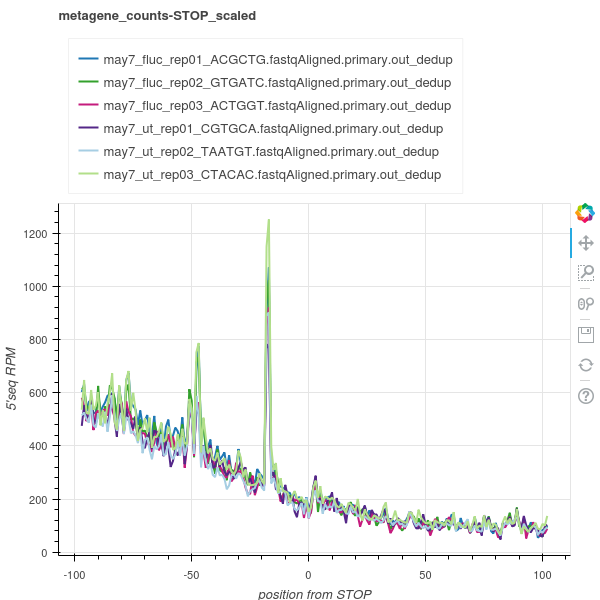 metagene_counts-STOP_scaled
may7_fluc_rep01_ACGCTG.fastqAligned.primary.out_dedup
may7_fluc_rep02_GTGATC.fastqAligned.primary.out_dedup
may7_fluc_rep03_ACTGGT.fastqAligned.primary.out_dedup
may7_ut_rep01_CGTGCA.fastqAligned.primary.out_dedup
may7_ut_rep02_TAATGT.fastqAligned.primary.out_dedup
may7_ut_rep03_CTACAC.fastqAligned.primary.out_dedup
1200
1000
800
600
400
200
0
5'seq RPM
-100 -50 0 50 100
position from STOP